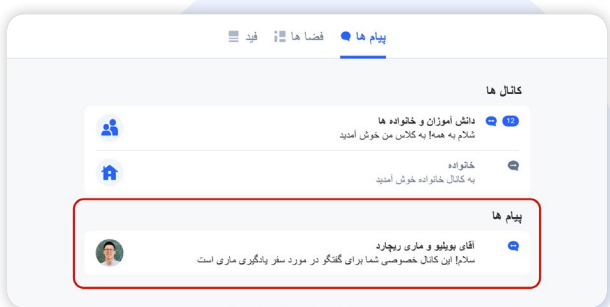 پیام ها
فضا ها
فید
کانال ها
دانش آموزان و خانواده ها
12
شلام به همه! به کلاس من خوش آمدید
خانواده
به کانال خانواده خوش آمدید
پیام ها
آقای بویلیو و ماری ریچارد
سلام! این کانال خصوصی شما برای گفتگو در مورد سفر یادگیری ماری است